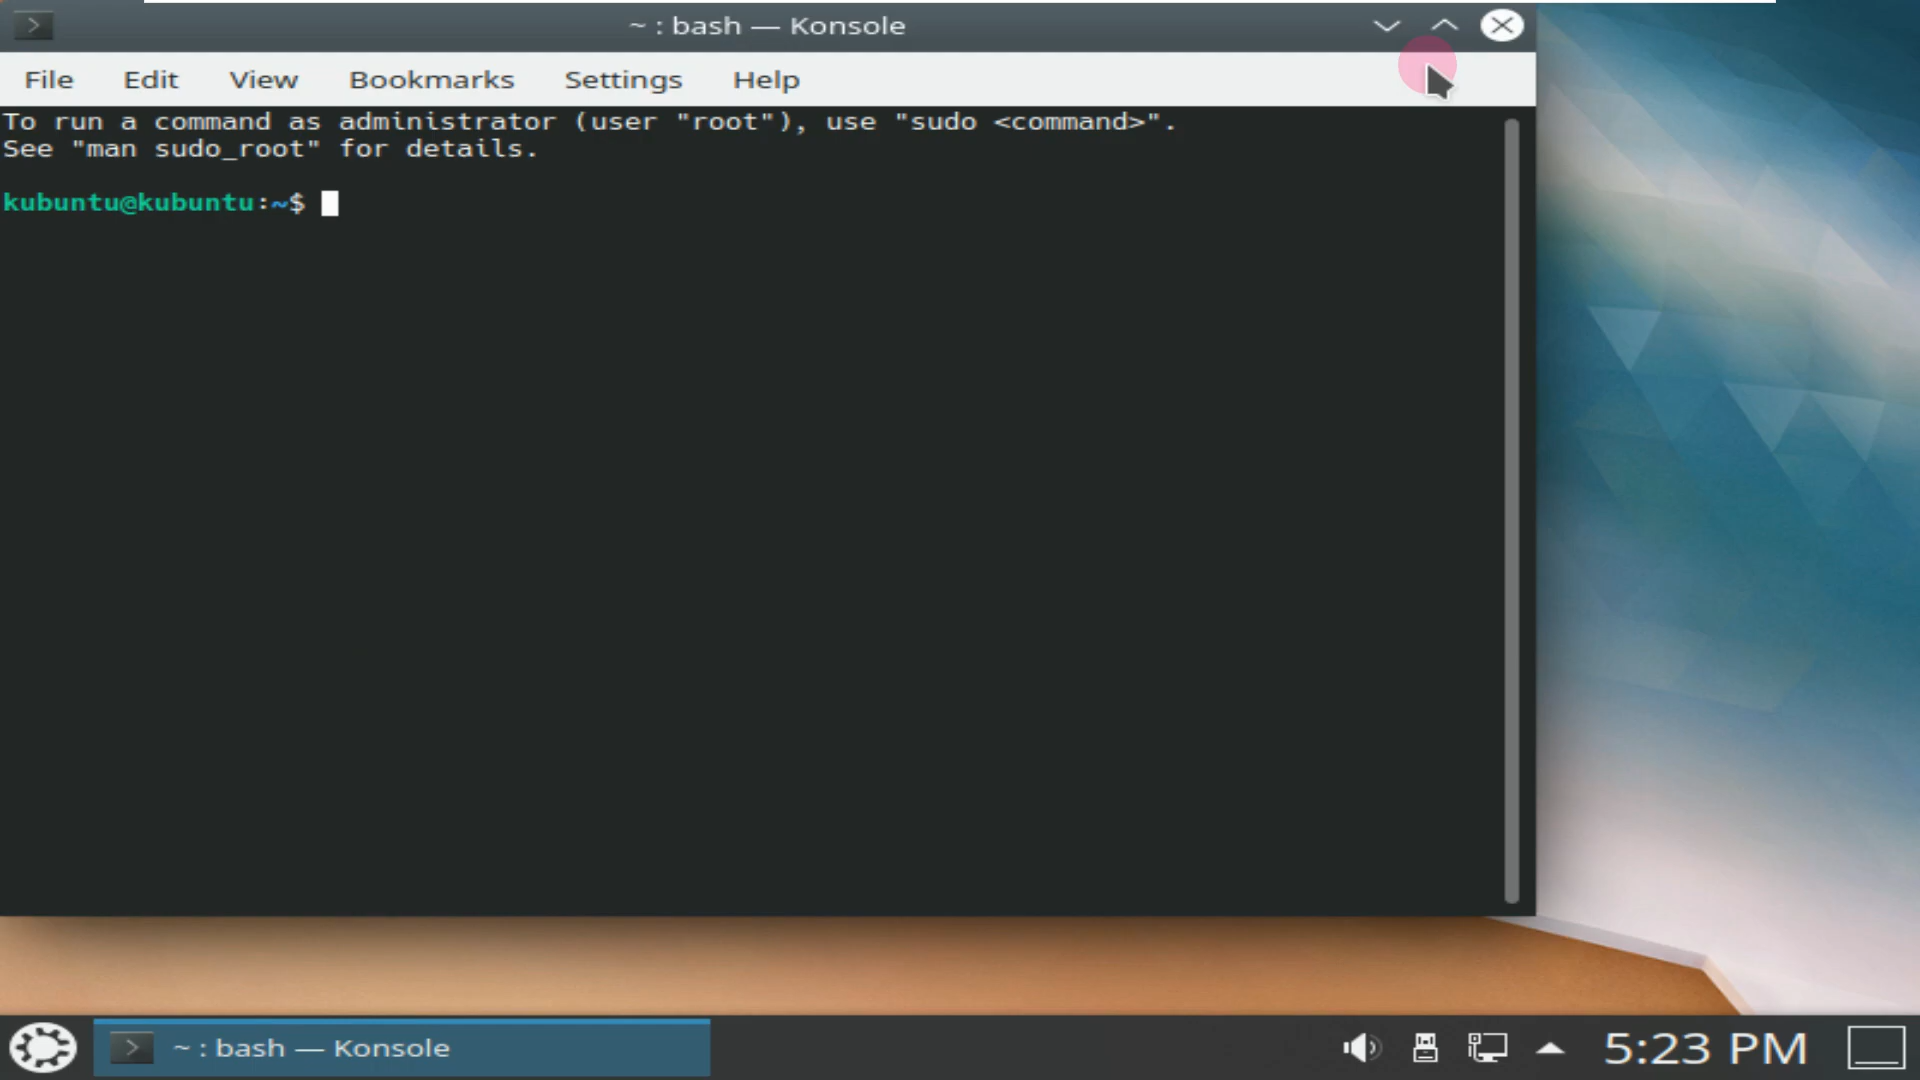 ~ : bash — Konsole
File Edit View Bookmarks Settings Help
To run a command as administrator (user "root"), use "sudo <command>".
See "man sudo_root" for details.
kubuntu@kubuntu:~$
~ : bash — Konsole
5:23 PM